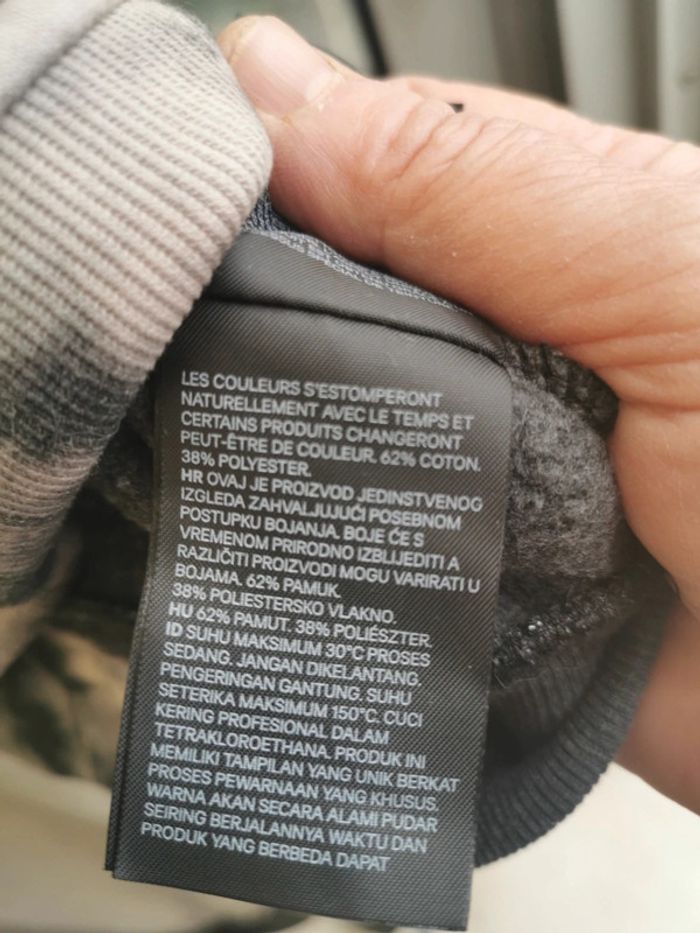 LES COULEURS S'ESTOMPERONT
NATURELLEMENT AVEC LE TEMPS ET
CERTAINS PRODUITS CHANGERONT
PEUT-ÊTRE DE COULEUR. 62% COTON.
38% POLYESTER.
HR OVAJ JE PROIZVOD JEDINSTVENOG
IZGLEDA ZAHVALJUJUĆI POSEBNOM
POSTUPKU BOJANJA. BOJE ĆE S
VREMENOM PRIRODNO IZBLIJEDITI A
RAZLIČITI PROIZVODI MOGU VARIRATI U
BOJAMA. 62% PAMUK.
38% POLIESTERSKO VLAKNO.
HU 62% PAMUT. 38% POLIÉSZTER.
ID SUHU MAKSIMUM 30°C PROSES
SEDANG. JANGAN DIKELANTANG.
PENGERINGAN GANTUNG. SUHU
SETERIKA MAKSIMUM 150°C. CUCI
KERING PROFESIONAL DALAM
TETRAKLOROETHANA. PRODUK INI
MEMILIKI TAMPILAN YANG UNIK BERKAT
PROSES PEWARNAAN YANG KHUSUS.
WARNA AKAN SECARA ALAMI PUDAR
SEIRING BERJALANNYA WAKTU DAN
PRODUK YANG BERBEDA DAPAT